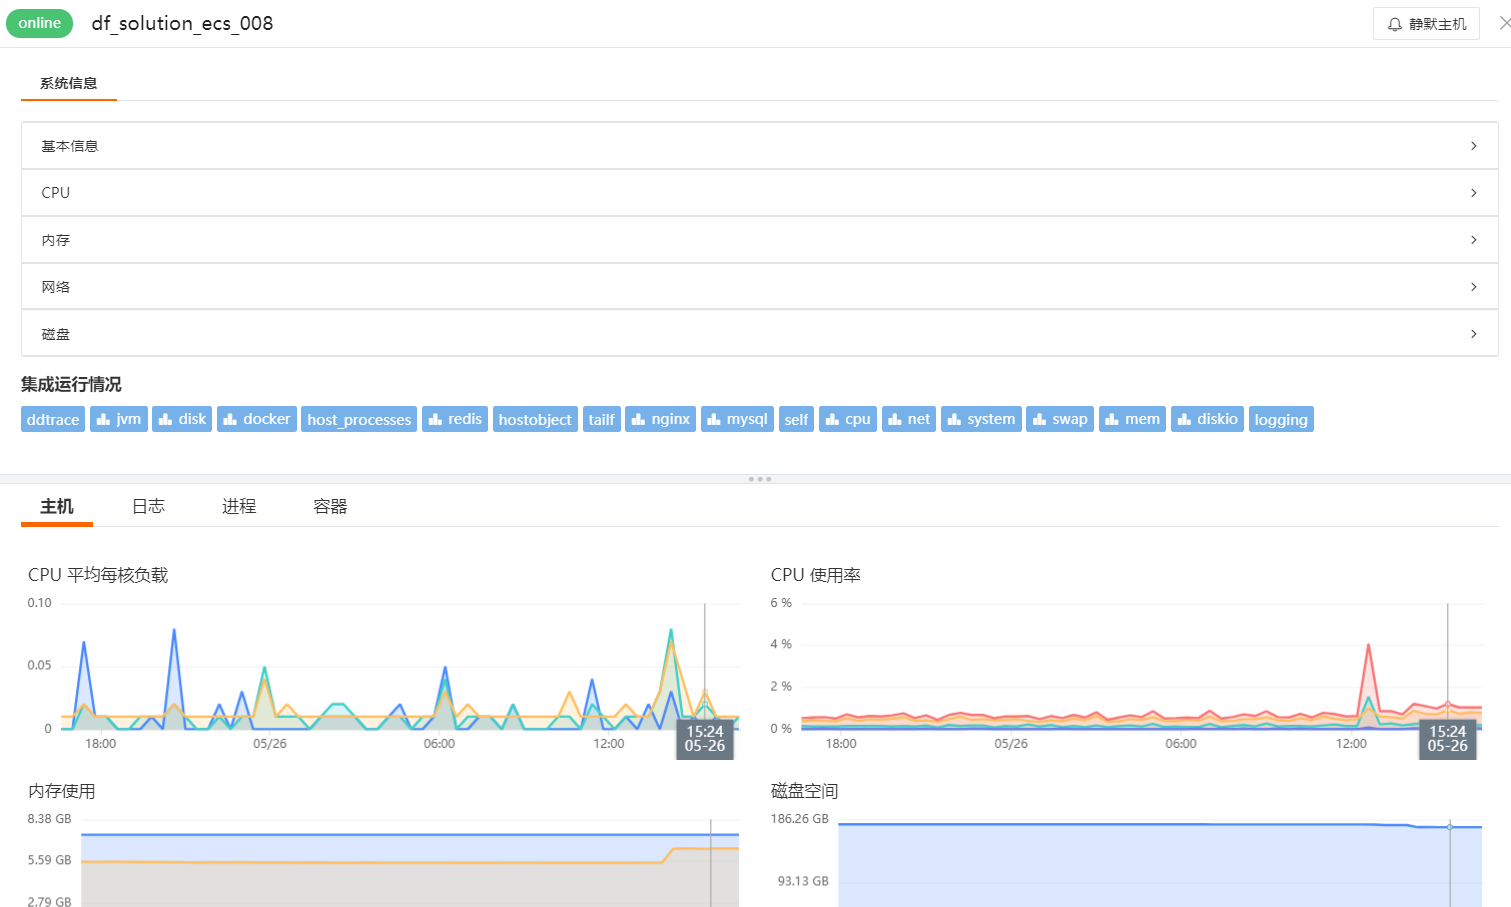 online df_solution_ecs_008 静默主机
系统信息
基本信息
CPU
内存
网络
磁盘
集成运行情况
ddtrace jvm disk docker host_processes redis hostobject tailf nginx mysql self cpu net system swap mem diskio logging
主机 日志 进程 容器
CPU 平均每核负载
0.10
0.05
0
18:00 05/26 06:00 12:00
15:24
05-26
CPU 使用率
6 %
4 %
2 %
0 %
18:00 05/26 06:00 12:00
15:24
05-26
内存使用
8.38 GB
5.59 GB
2.79 GB
磁盘空间
186.26 GB
93.13 GB